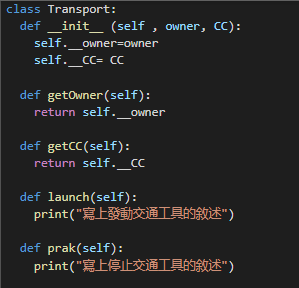 class Transport:
  def __init__ (self , owner, CC):
    self.__owner=owner
    self.__CC= CC
  def getOwner(self):
    return self.__owner
  def getCC(self):
    return self.__CC
  def launch(self):
    print("寫上發動交通工具的敘述")
  def prak(self):
    print("寫上停止交通工具的敘述")